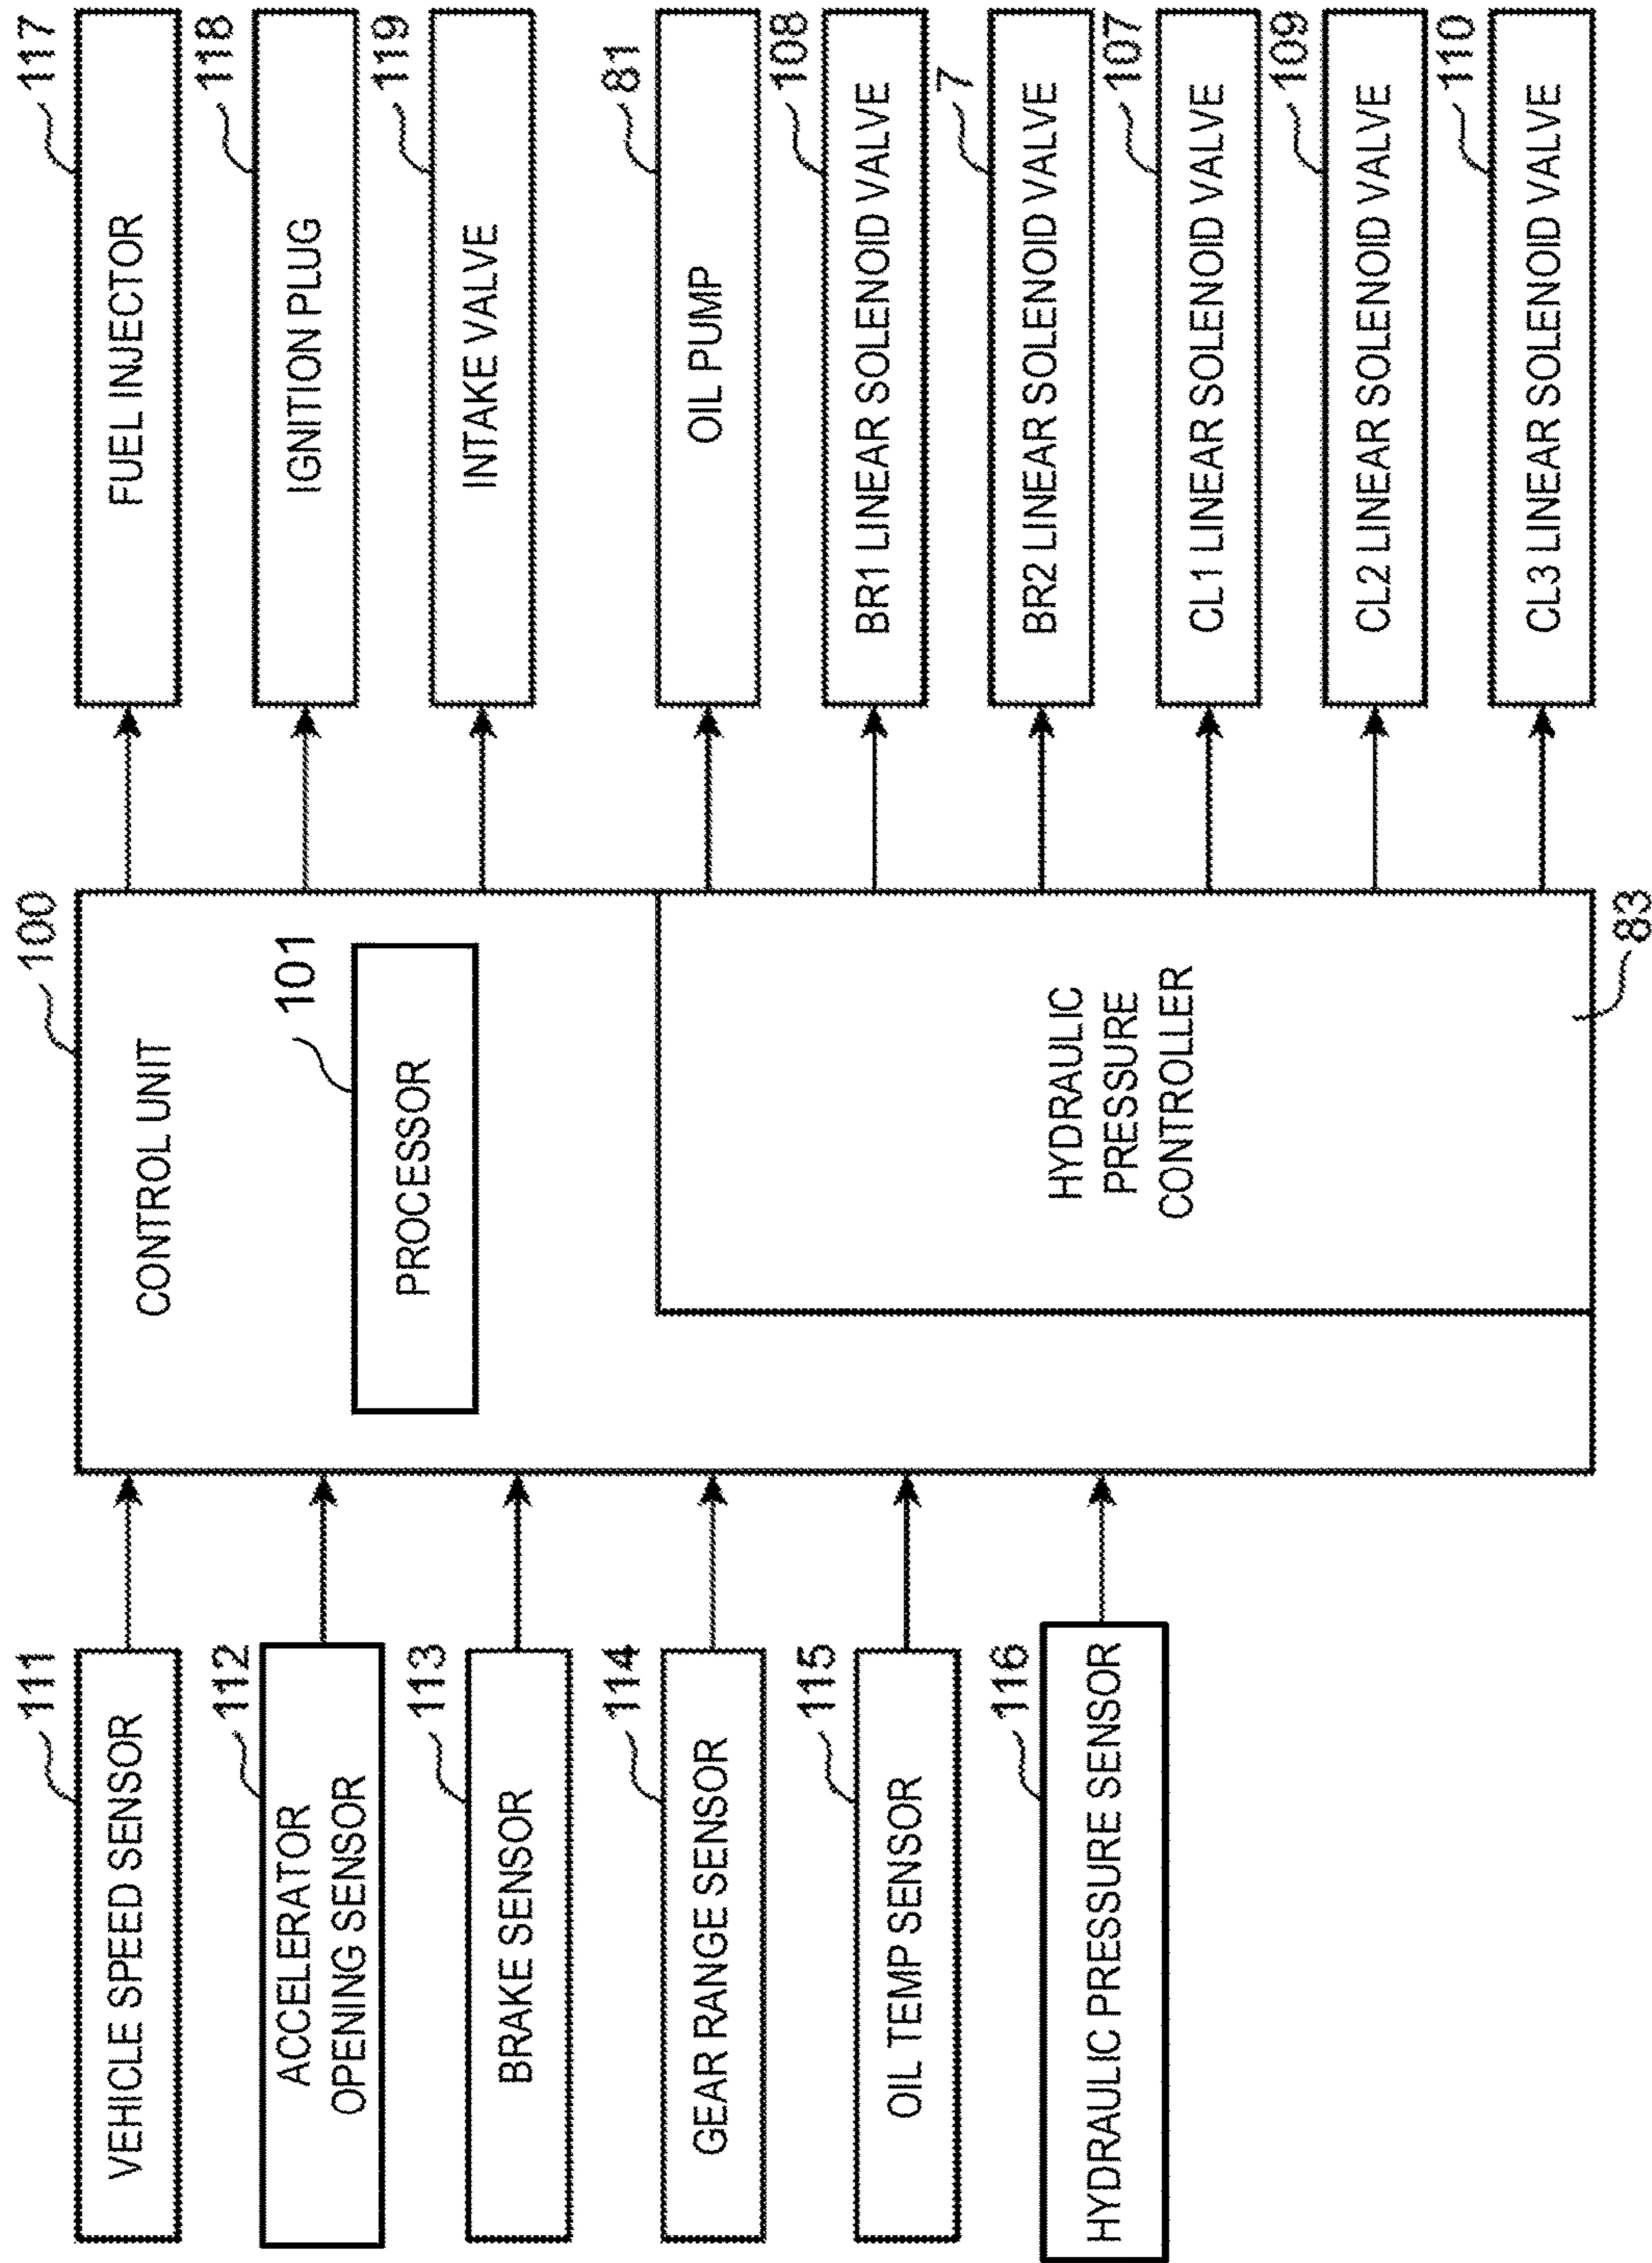 111
VEHICLE SPEED SENSOR
112
ACCELERATOR
OPENING SENSOR
113
BRAKE SENSOR
114
GEAR RANGE SENSOR
115
OIL TEMP SENSOR
116
HYDRAULIC PRESSURE SENSOR
100
CONTROL UNIT
101
PROCESSOR
HYDRAULIC
PRESSURE
CONTROLLER
83
117
FUEL INJECTOR
118
IGNITION PLUG
119
INTAKE VALVE
81
OIL PUMP
108
BR1 LINEAR SOLENOID VALVE
7
BR2 LINEAR SOLENOID VALVE
107
CL1 LINEAR SOLENOID VALVE
109
CL2 LINEAR SOLENOID VALVE
110
CL3 LINEAR SOLENOID VALVE